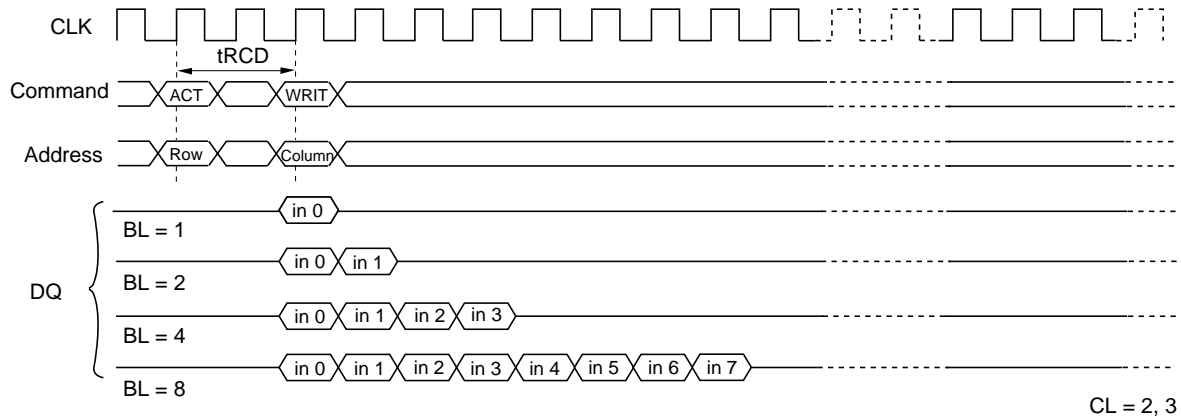 CLK
tRCD
Command ACT WRIT
Address Row Column
in 0
BL = 1
in 0 in 1
BL = 2
DQ
in 0 in 1 in 2 in 3
BL = 4
in 0 in 1 in 2 in 3 in 4 in 5 in 6 in 7
BL = 8
CL = 2, 3